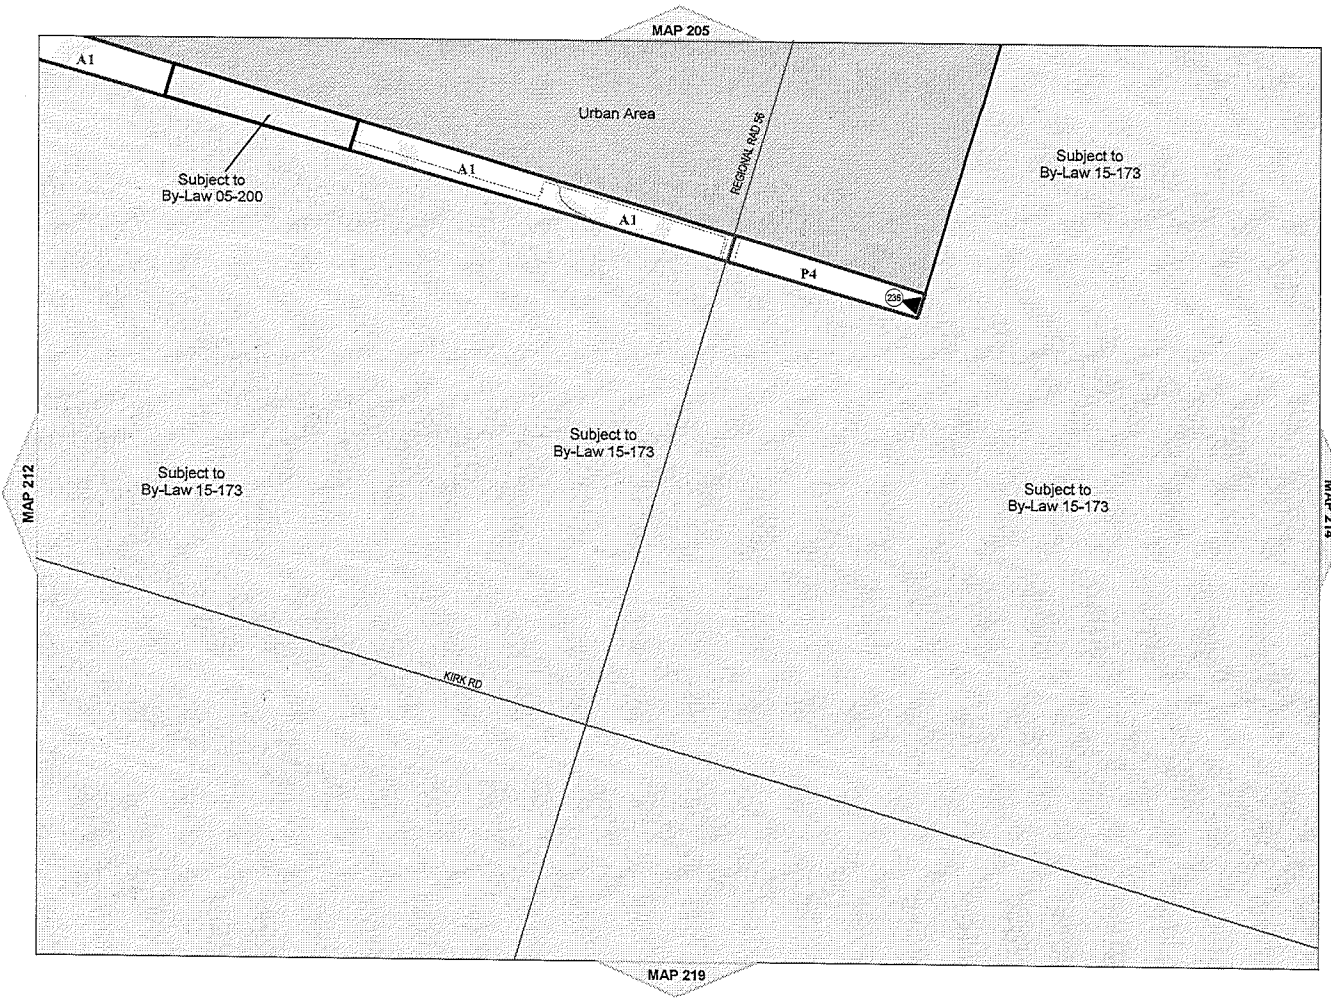 MAP 205
A1
Urban Area
REGIONAL RAD 56
Subject to
By-Law 15-173
Subject to
By-Law 05-200
A1
A1
P4
236
Subject to
By-Law 15-173
Subject to
By-Law 15-173
Subject to
By-Law 15-173
MAP 212
MAP 214
KIRK RD
MAP 219